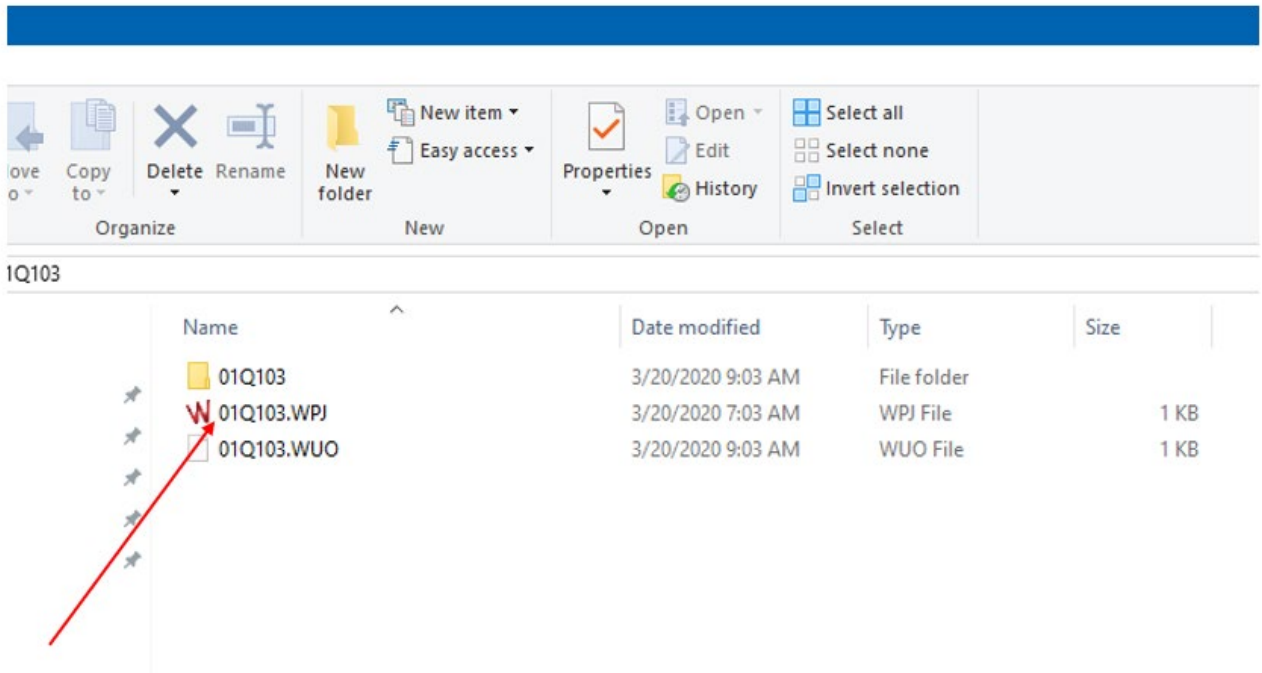 New item
Open
Select all
Easy access
Edit
Select none
ove
Copy
Delete
Rename
New
Properties
History
Invert selection
o
to
folder
Organize
New
Open
Select
1Q103
Name
Date modified
Type
Size
01Q103
3/20/2020 9:03 AM
File folder
01Q103.WPJ
3/20/2020 7:03 AM
WPJ File
1 KB
01Q103.WUO
3/20/2020 9:03 AM
WUO File
1 KB